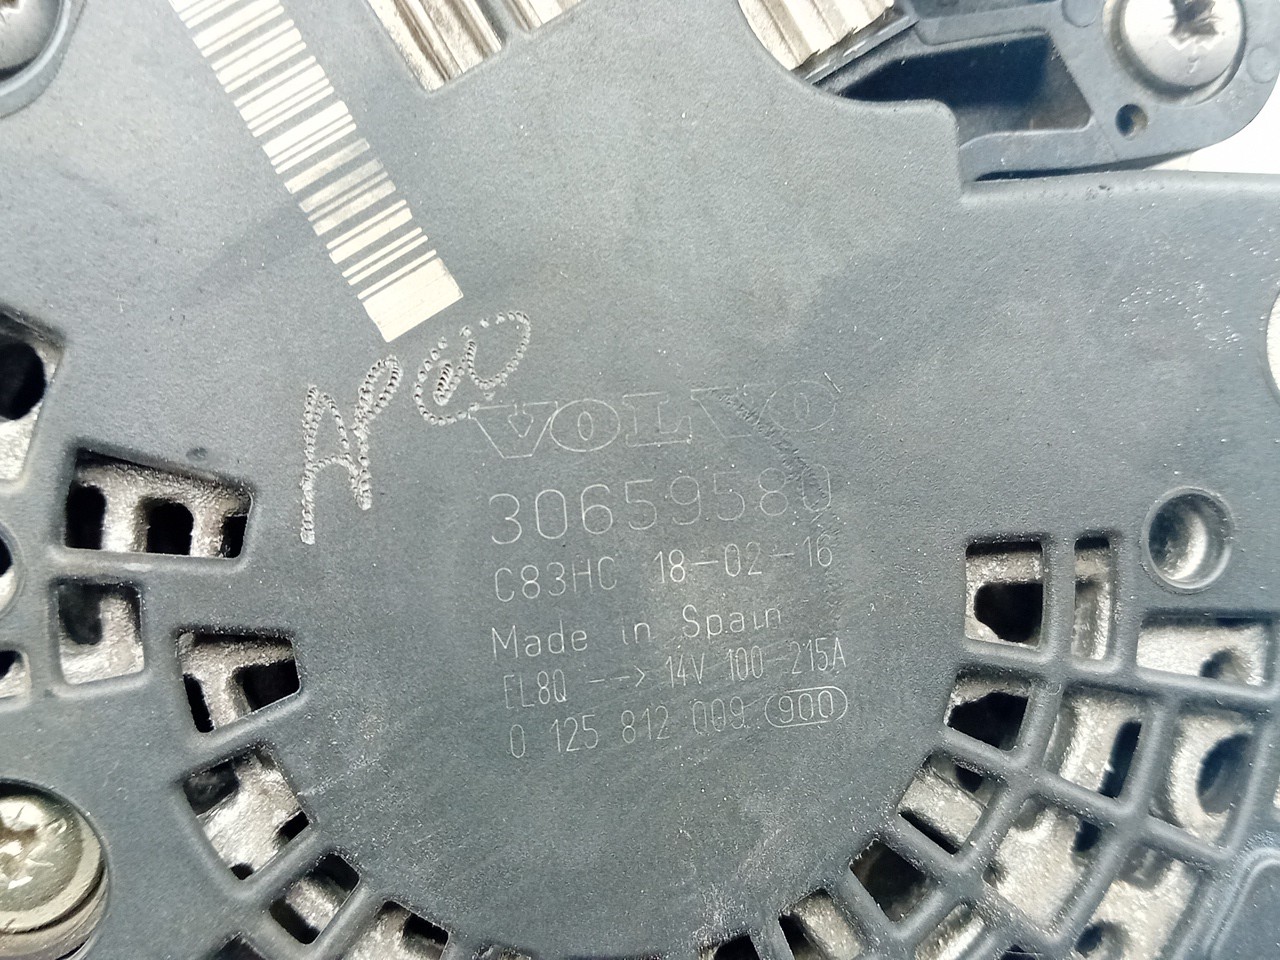 VOLVO
30659580
C83HC 18-02-16
Made in Spain
EL8Q --> 14V 100-215A
0 125 812 009 900